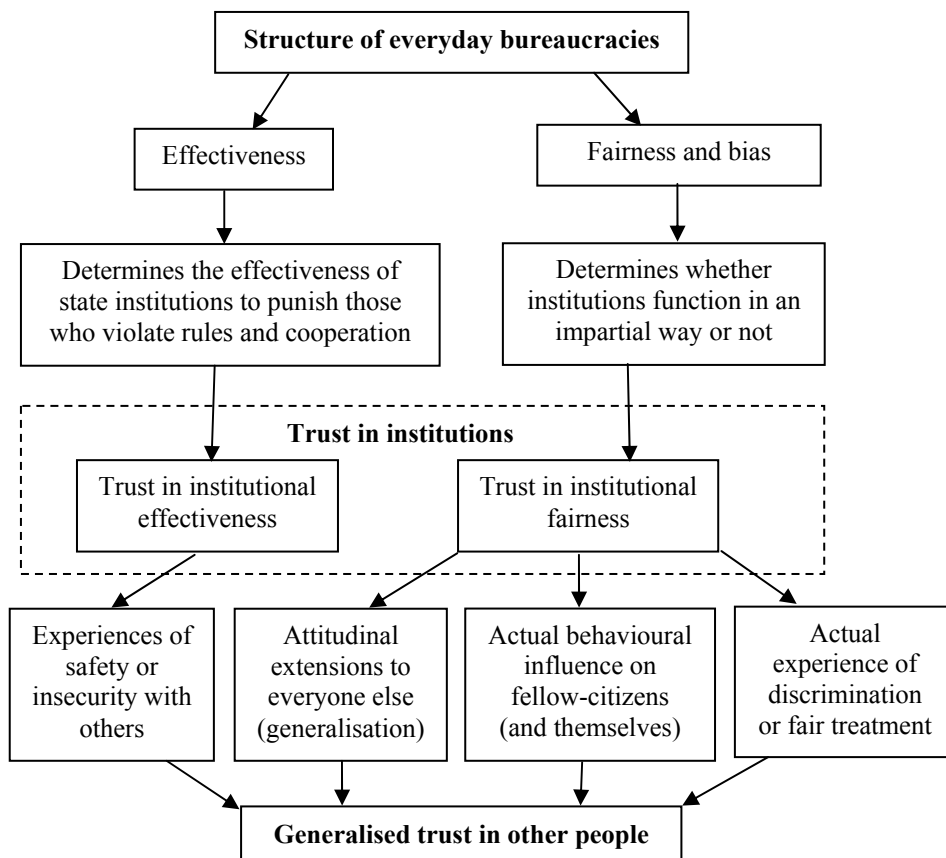 Structure of everyday bureaucracies
Effectiveness
Fairness and bias
Determines the effectiveness of
state institutions to punish those
who violate rules and cooperation
Determines whether
institutions function in an
impartial way or not
Trust in institutions
Trust in institutional
effectiveness
Trust in institutional
fairness
Experiences of
safety or
insecurity with
others
Attitudinal
extensions to
everyone else
(generalisation)
Actual behavioural
influence on
fellow-citizens
(and themselves)
Actual
experience of
discrimination
or fair treatment
Generalised trust in other people